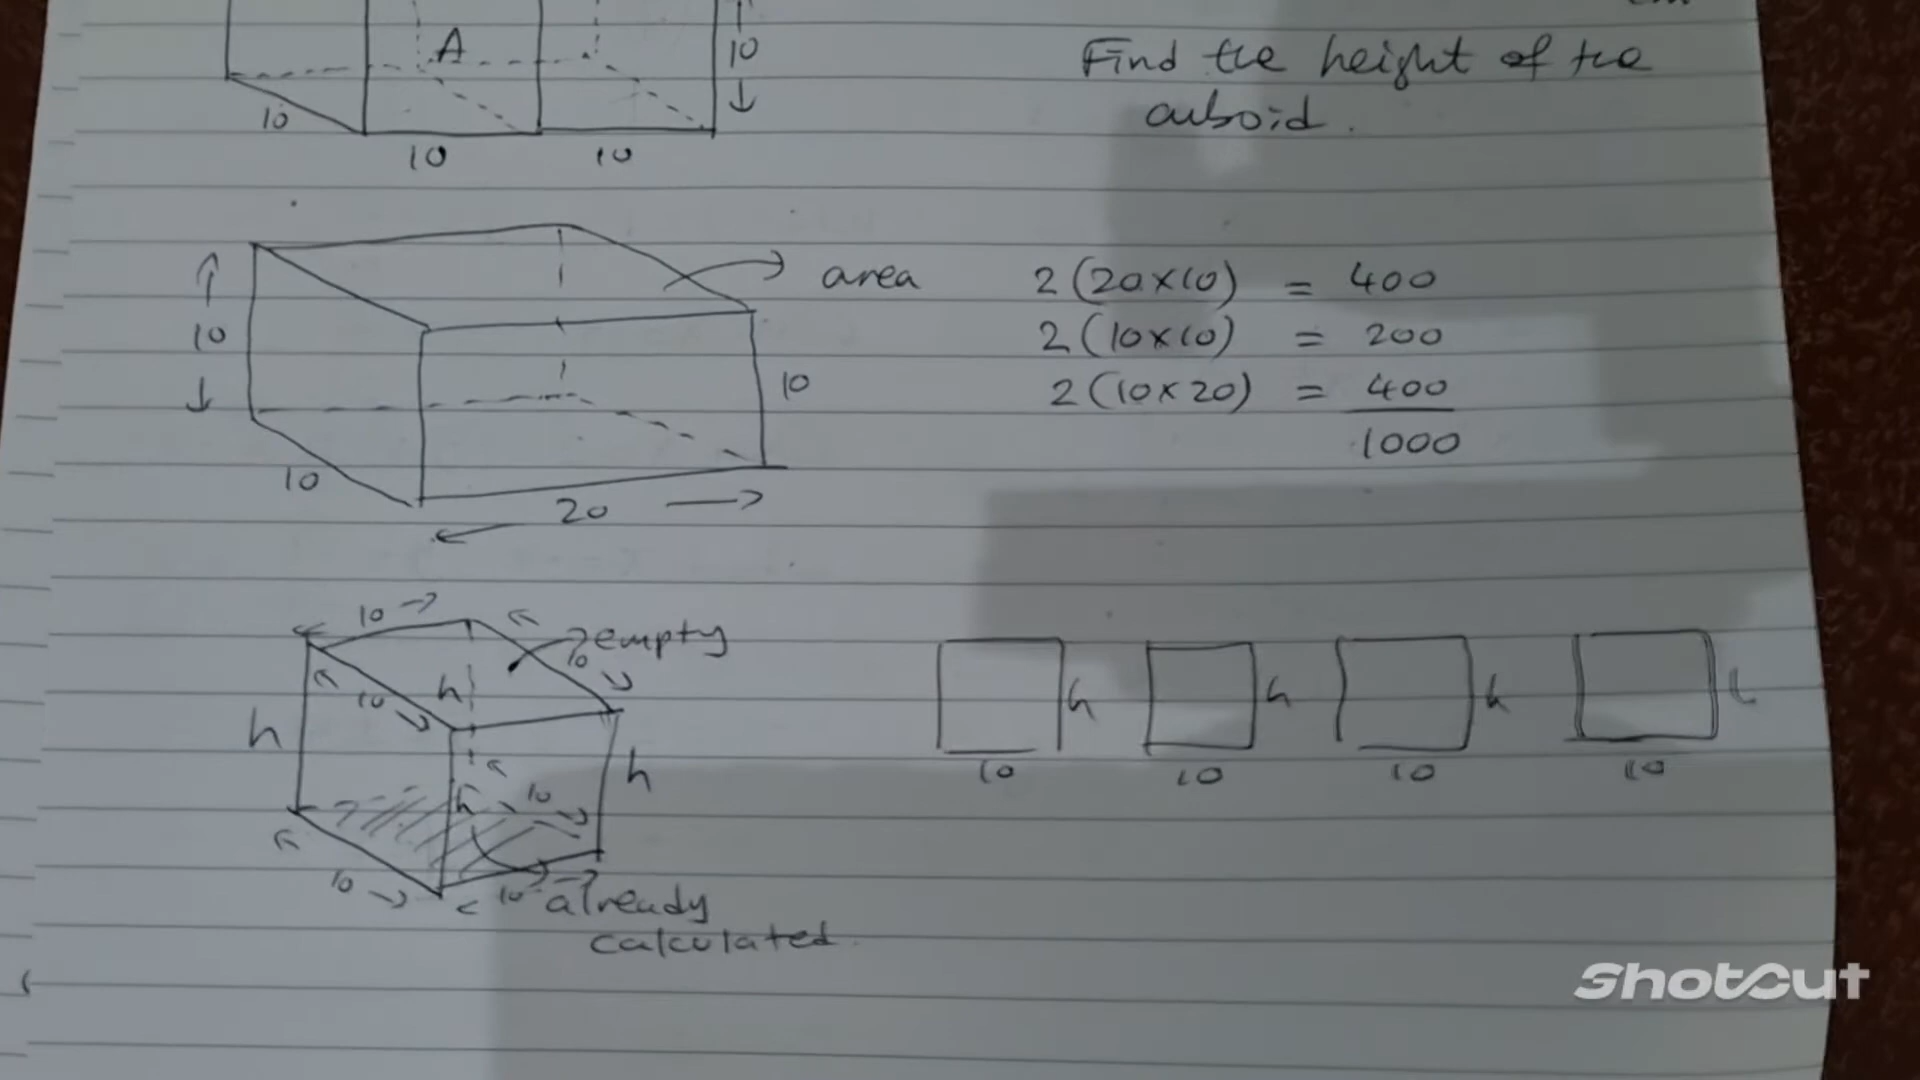 A
10
10
10
10
Find the height of the
cuboid.
10
10
20
10
area
2(20×10) = 400
2(10×10) = 200
2(10×20) = 400
1000
10
empty
10
10
h
h
h
h
10
10
10
already
calculated
h
h
h
10
10
10
10
Shotcut